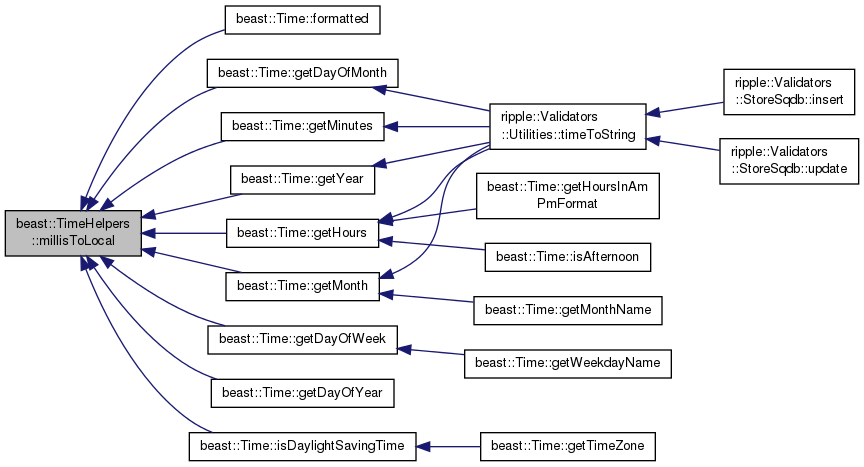 beast::Time::formatted
beast::Time::getDayOfMonth
beast::Time::getMinutes
beast::Time::getYear
beast::TimeHelpers
::millisToLocal
beast::Time::getHours
beast::Time::getMonth
beast::Time::getDayOfWeek
beast::Time::getDayOfYear
beast::Time::isDaylightSavingTime
ripple::Validators
::Utilities::timeToString
beast::Time::getHoursInAm
PmFormat
beast::Time::isAfternoon
beast::Time::getMonthName
beast::Time::getWeekdayName
beast::Time::getTimeZone
ripple::Validators
::StoreSqdb::insert
ripple::Validators
::StoreSqdb::update